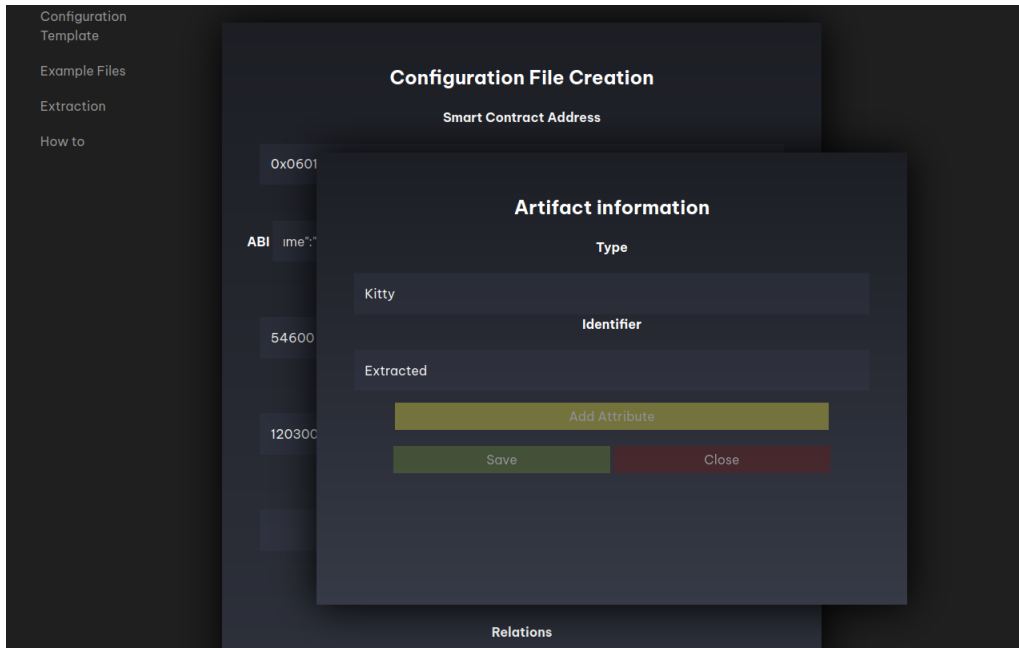 Configuration
Template
Example Files
Extraction
How to
Configuration File Creation
Smart Contract Address
0x0601
ABI
ame":"
54600
120300
Relations
Artifact information
Type
Kitty
Identifier
Extracted
Add Attribute
Save
Close